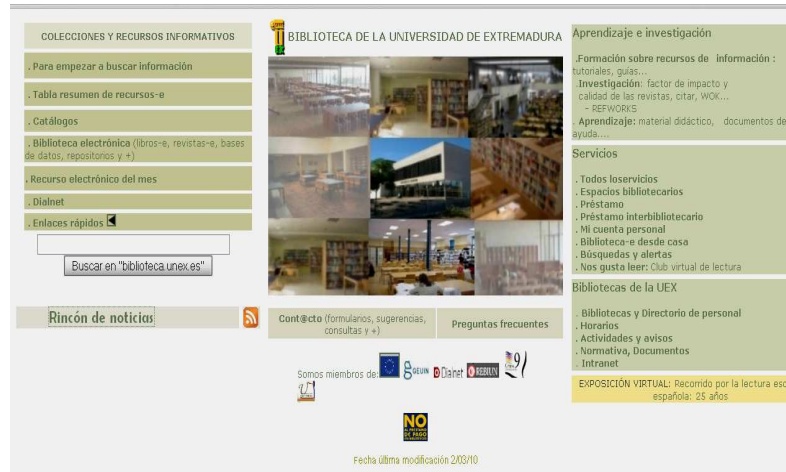 COLECCIONES Y RECURSOS INFORMATIVOS
. Para empezar a buscar información
. Tabla resumen de recursos-e
. Catálogos
. Biblioteca electrónica (libros-e, revistas-e, bases
de datos, repositorios y +)
. Recurso electrónico del mes
. Dialnet
. Enlaces rápidos
Buscar en "biblioteca.unex.es"
Rincón de noticias
BIBLIOTECA DE LA UNIVERSIDAD DE EXTREMADURA
Cont@cto (formularios, sugerencias,
consultas y +)
Preguntas frecuentes
Somos miembros de:
GEUIN
Dialnet
REBIUN
NO
Fecha última modificación 2/03/10
Aprendizaje e investigación
.Formación sobre recursos de información :
tutoriales, guías...
.Investigación: factor de impacto y
calidad de las revistas, citar, WOK...
- REFWORKS
. Aprendizaje: material didáctico, documentos de
ayuda....
Servicios
. Todos loservicios
. Espacios bibliotecarios
. Préstamo
. Préstamo interbibliotecario
. Mi cuenta personal
. Biblioteca-e desde casa
. Búsquedas y alertas
. Nos gusta leer: Club virtual de lectura
Bibliotecas de la UEX
. Bibliotecas y Directorio de personal
. Horarios
. Actividades y avisos
. Normativa, Documentos
. Intranet
EXPOSICIÓN VIRTUAL: Recorrido por la lectura esc
española: 25 años